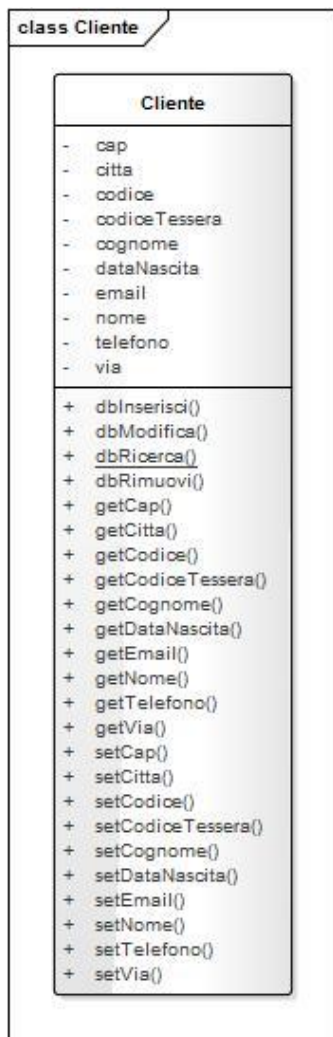 class Cliente
Cliente
- cap
- citta
- codice
- codiceTessera
- cognome
- dataNascita
- email
- nome
- telefono
- via
+ dbInserisci()
+ dbModifica()
+ dbRicerca()
+ dbRimuovi()
+ getCap()
+ getCitta()
+ getCodice()
+ getCodiceTessera()
+ getCognome()
+ getDataNascita()
+ getEmail()
+ getNome()
+ getTelefono()
+ getVia()
+ setCap()
+ setCitta()
+ setCodice()
+ setCodiceTessera()
+ setCognome()
+ setDataNascita()
+ setEmail()
+ setNome()
+ setTelefono()
+ setVia()